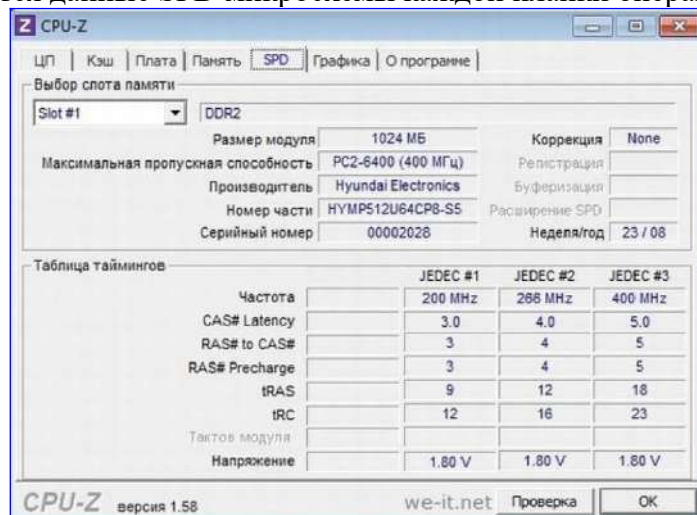 CPU-Z
ЦП Кэш Плата Память SPD Графика О программе
Выбор слота памяти
Slot #1 DDR2
Размер модуля 1024 МБ Коррекция None
Максимальная пропускная способность PC2-6400 (400 МГц) Регистрация
Производитель Hyundai Electronics Буферизация
Номер части HYMP512U64CP8-S5 Расширение SPD
Серийный номер 00002028 Неделя/год 23 / 08
Таблица таймингов
JEDEC #1 JEDEC #2 JEDEC #3
Частота 200 MHz 266 MHz 400 MHz
CAS# Latency 3.0 4.0 5.0
RAS# to CAS# 3 4 5
RAS# Precharge 3 4 5
tRAS 9 12 18
tRC 12 16 23
Тактов модуля
Напряжение 1.80 V 1.80 V 1.80 V
CPU-Z версия 1.58 we-it.net Проверка OK